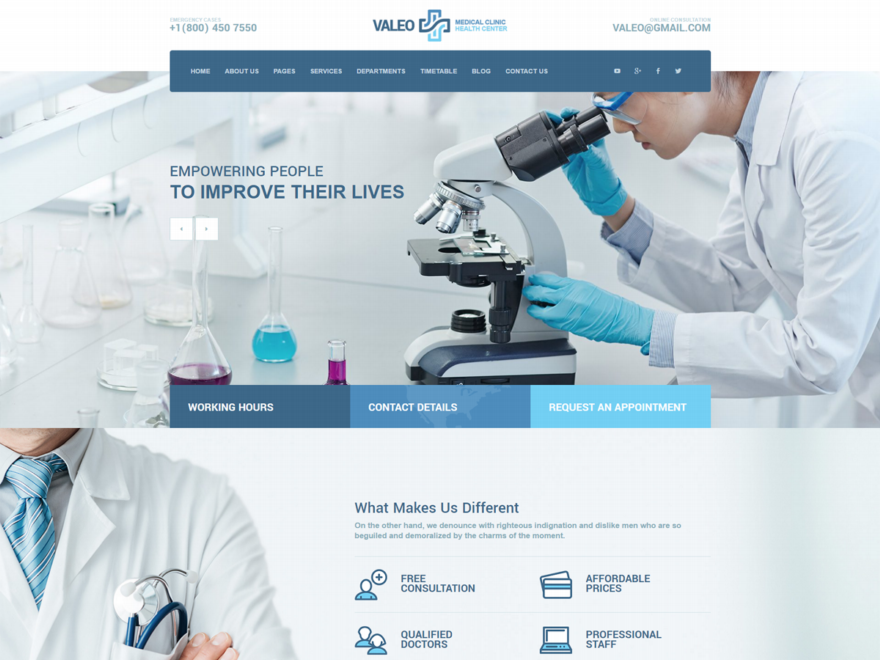 EMERGENCY CASES
+1(800) 450 7550
VALEO
MEDICAL CLINIC
HEALTH CENTER
ONLINE CONSULTATION
VALEO@GMAIL.COM
HOME ABOUT US PAGES SERVICES DEPARTMENTS TIMETABLE BLOG CONTACT US
EMPOWERING PEOPLE
TO IMPROVE THEIR LIVES
WORKING HOURS
CONTACT DETAILS
REQUEST AN APPOINTMENT
What Makes Us Different
On the other hand, we denounce with righteous indignation and dislike men who are so
beguiled and demoralized by the charms of the moment.
FREE
CONSULTATION
AFFORDABLE
PRICES
QUALIFIED
DOCTORS
PROFESSIONAL
STAFF